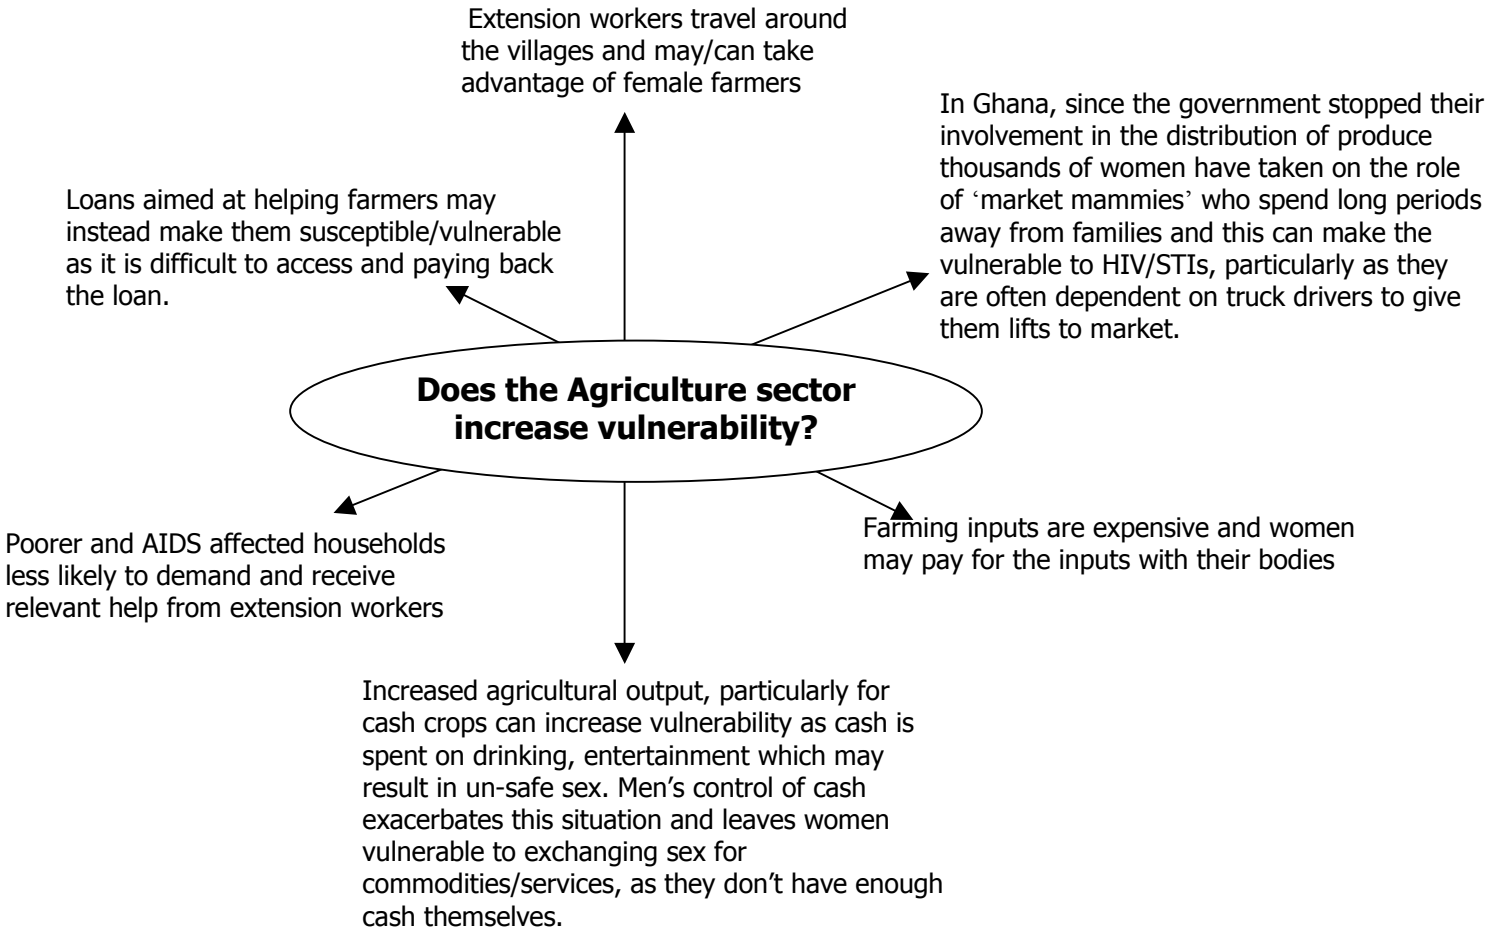 Extension workers travel around
the villages and may/can take
advantage of female farmers
In Ghana, since the government stopped their
involvement in the distribution of produce
thousands of women have taken on the role
of ‘market mammies’ who spend long periods
away from families and this can make the
vulnerable to HIV/STIs, particularly as they
are often dependent on truck drivers to give
them lifts to market.
Loans aimed at helping farmers may
instead make them susceptible/vulnerable
as it is difficult to access and paying back
the loan.
Does the Agriculture sector
increase vulnerability?
Poorer and AIDS affected households
less likely to demand and receive
relevant help from extension workers
Farming inputs are expensive and women
may pay for the inputs with their bodies
Increased agricultural output, particularly for
cash crops can increase vulnerability as cash is
spent on drinking, entertainment which may
result in un-safe sex. Men’s control of cash
exacerbates this situation and leaves women
vulnerable to exchanging sex for
commodities/services, as they don’t have enough
cash themselves.